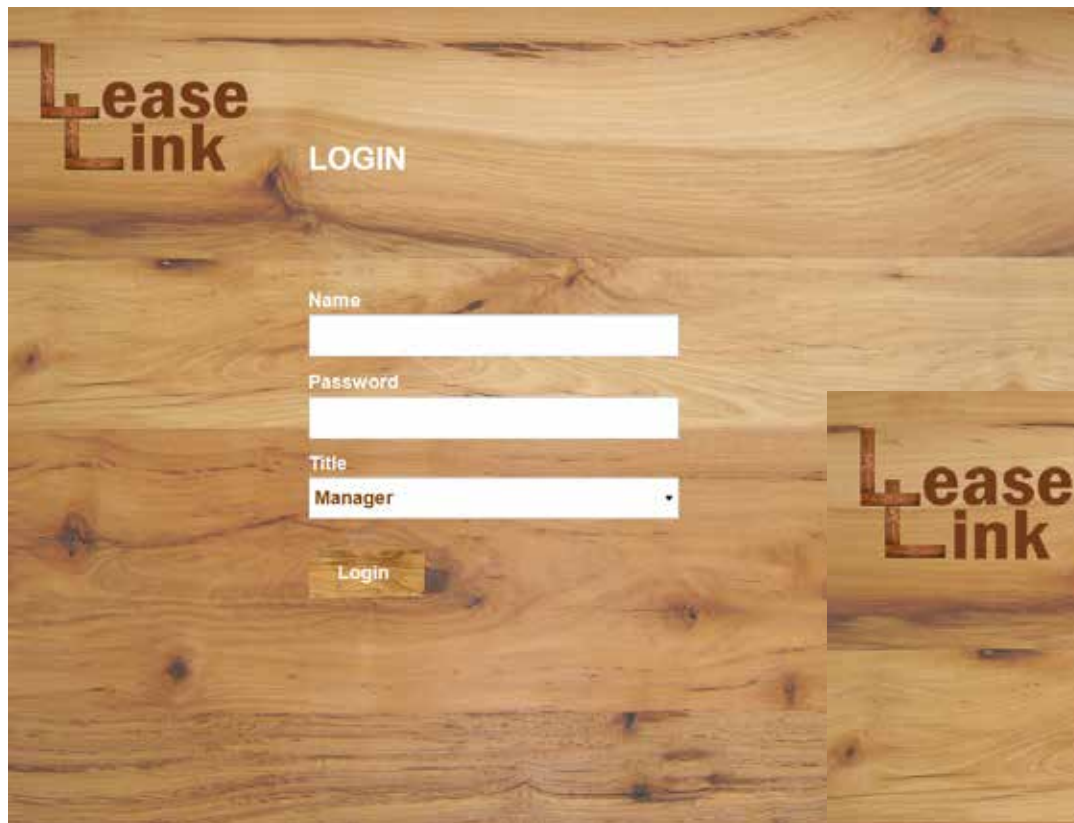 Lease
Link
LOGIN
Name
Password
Title
Manager
Login
Lease
Link